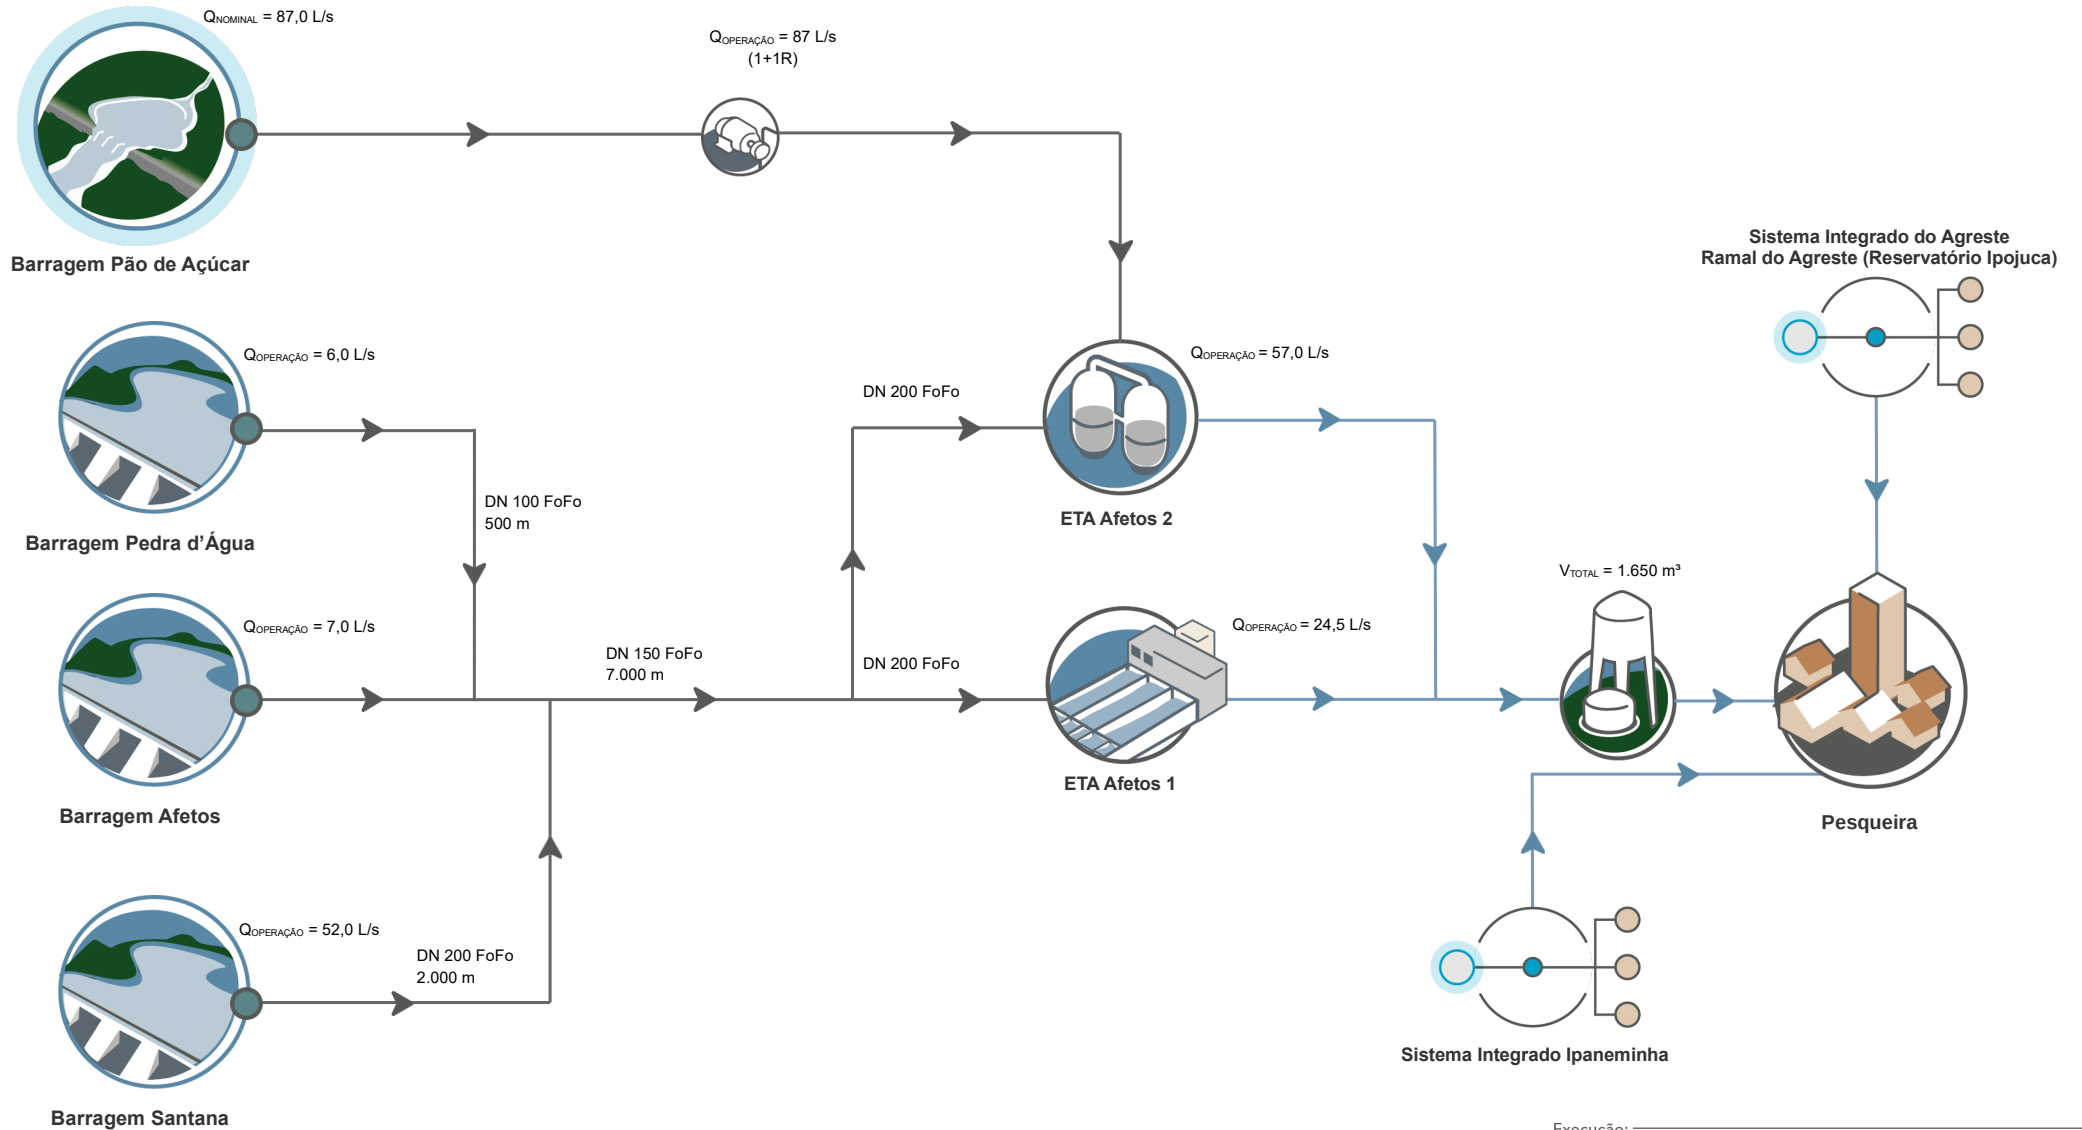 QNOMINAL = 87,0 L/s
QOPERAÇÃO = 87 L/s
(1+1R)
Barragem Pão de Açúcar
Sistema Integrado do Agreste
Ramal do Agreste (Reservatório Ipojuca)
QOPERAÇÃO = 6,0 L/s
QOPERAÇÃO = 57,0 L/s
DN 200 FoFo
DN 100 FoFo
500 m
ETA Afetos 2
Barragem Pedra d’Água
VTOTAL = 1.650 m³
QOPERAÇÃO = 7,0 L/s
QOPERAÇÃO = 24,5 L/s
DN 150 FoFo
7.000 m
DN 200 FoFo
ETA Afetos 1
Barragem Afetos
Pesqueira
QOPERAÇÃO = 52,0 L/s
DN 200 FoFo
2.000 m
Sistema Integrado Ipaneminha
Barragem Santana
Execução: